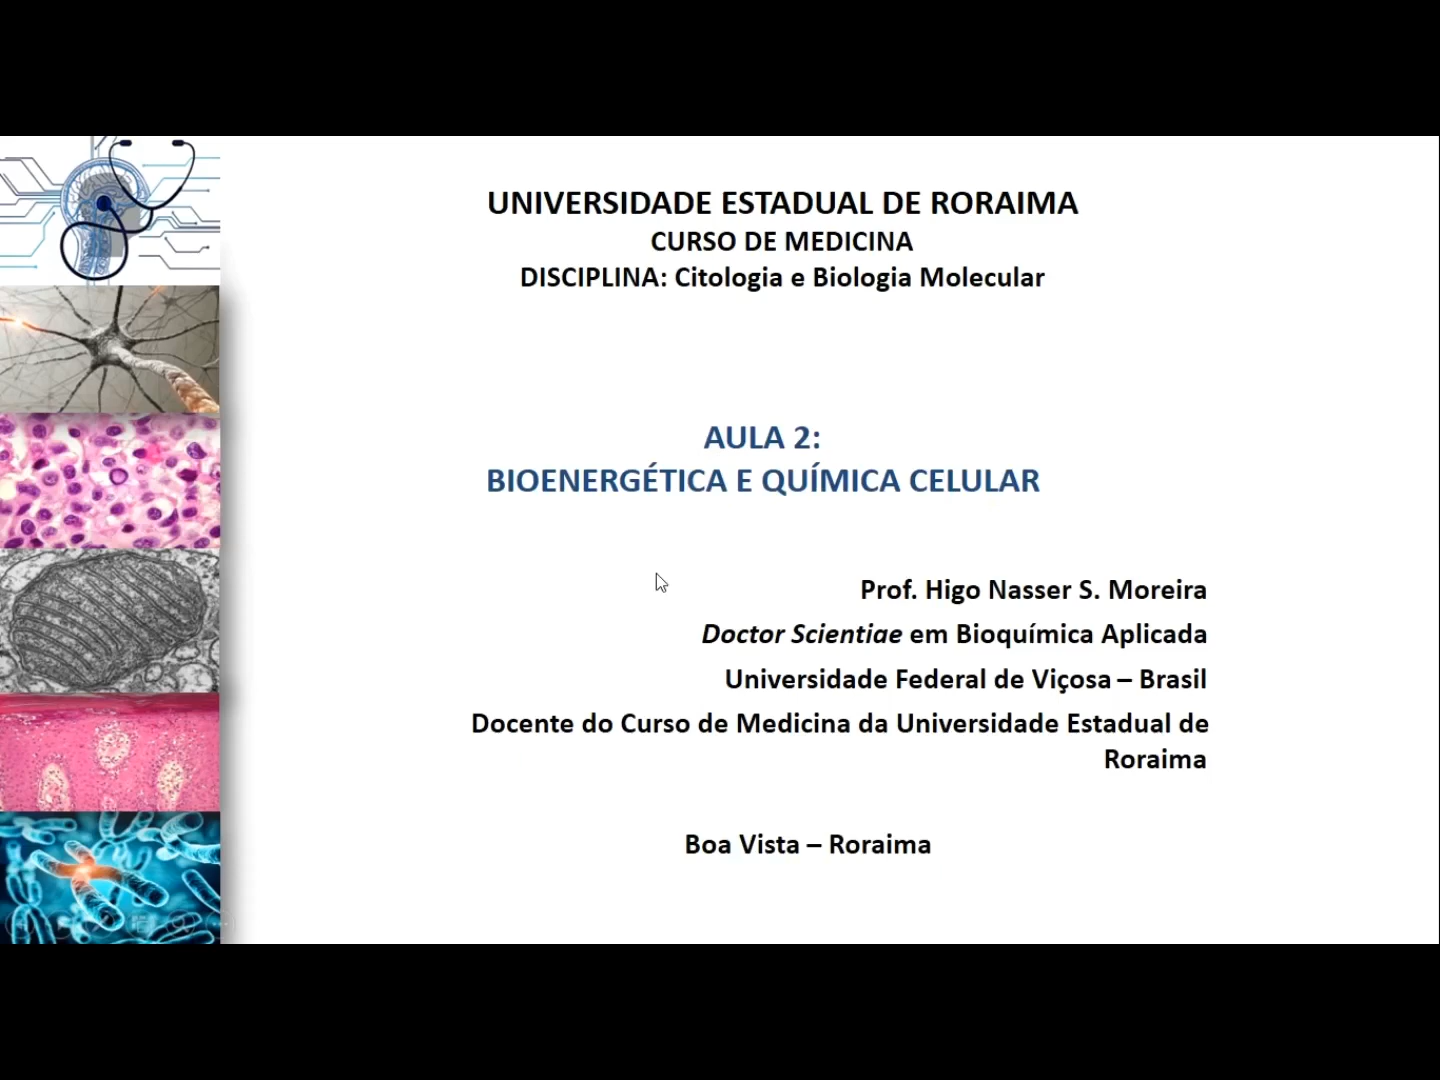 UNIVERSIDADE ESTADUAL DE RORAIMA
CURSO DE MEDICINA
DISCIPLINA: Citologia e Biologia Molecular
AULA 2:
BIOENERGÉTICA E QUÍMICA CELULAR
Prof. Higo Nasser S. Moreira
Doctor Scientiae em Bioquímica Aplicada
Universidade Federal de Viçosa – Brasil
Docente do Curso de Medicina da Universidade Estadual de
Roraima
Boa Vista – Roraima